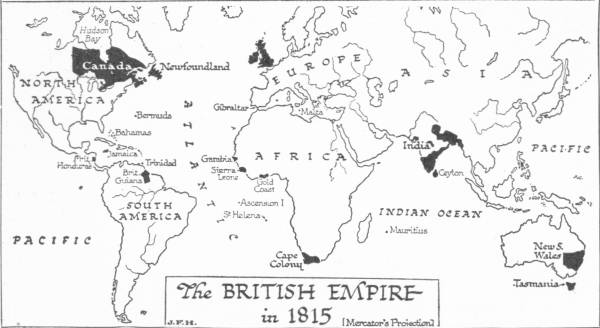 Hudson
Bay
Canada
Newfoundland
NORTH
AMERICA
EUROPE
ASIA
Bermuda
Gibraltar
Malta
ATLANTIC
Bahamas
Jamaica
Brit.
Honduras
Trinidad
Brit.
Guiana
Gambia
Sierra
Leone
Gold
Coast
AFRICA
India
Ceylon
PACIFIC
SOUTH
AMERICA
Ascension I
St Helena
INDIAN OCEAN
Mauritius
PACIFIC
Cape
Colony
New S.
Wales
Tasmania
The BRITISH EMPIRE
in 1815
J.F.H.
[Mercator's Projection]